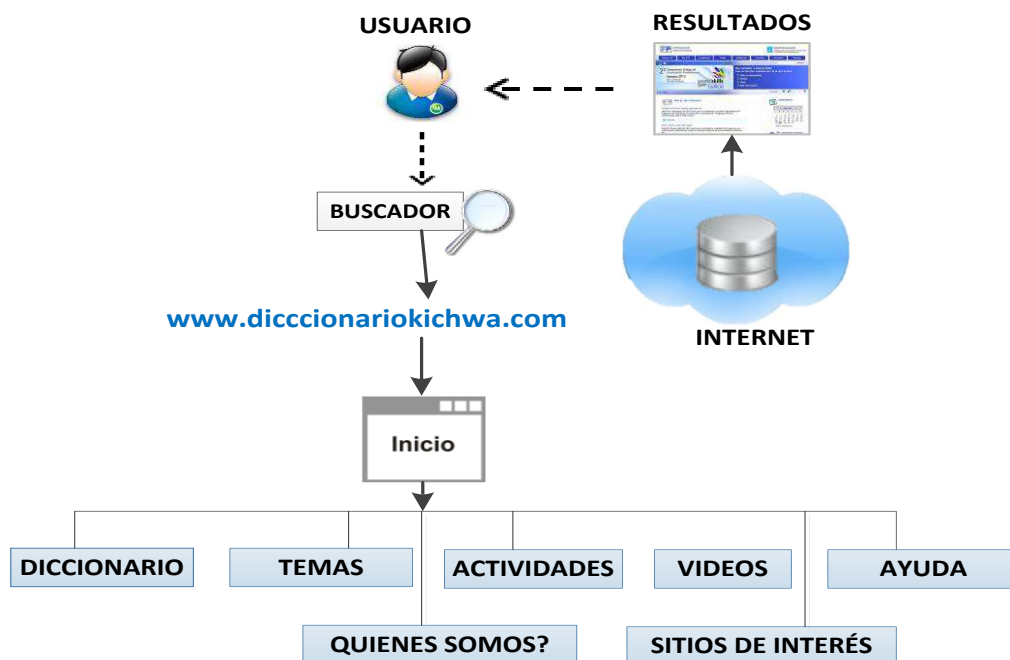 USUARIO
RESULTADOS
BUSCADOR
www.dicccionariokichwa.com
INTERNET
Inicio
DICCIONARIO
TEMAS
ACTIVIDADES
VIDEOS
AYUDA
QUIENES SOMOS?
SITIOS DE INTERÉS